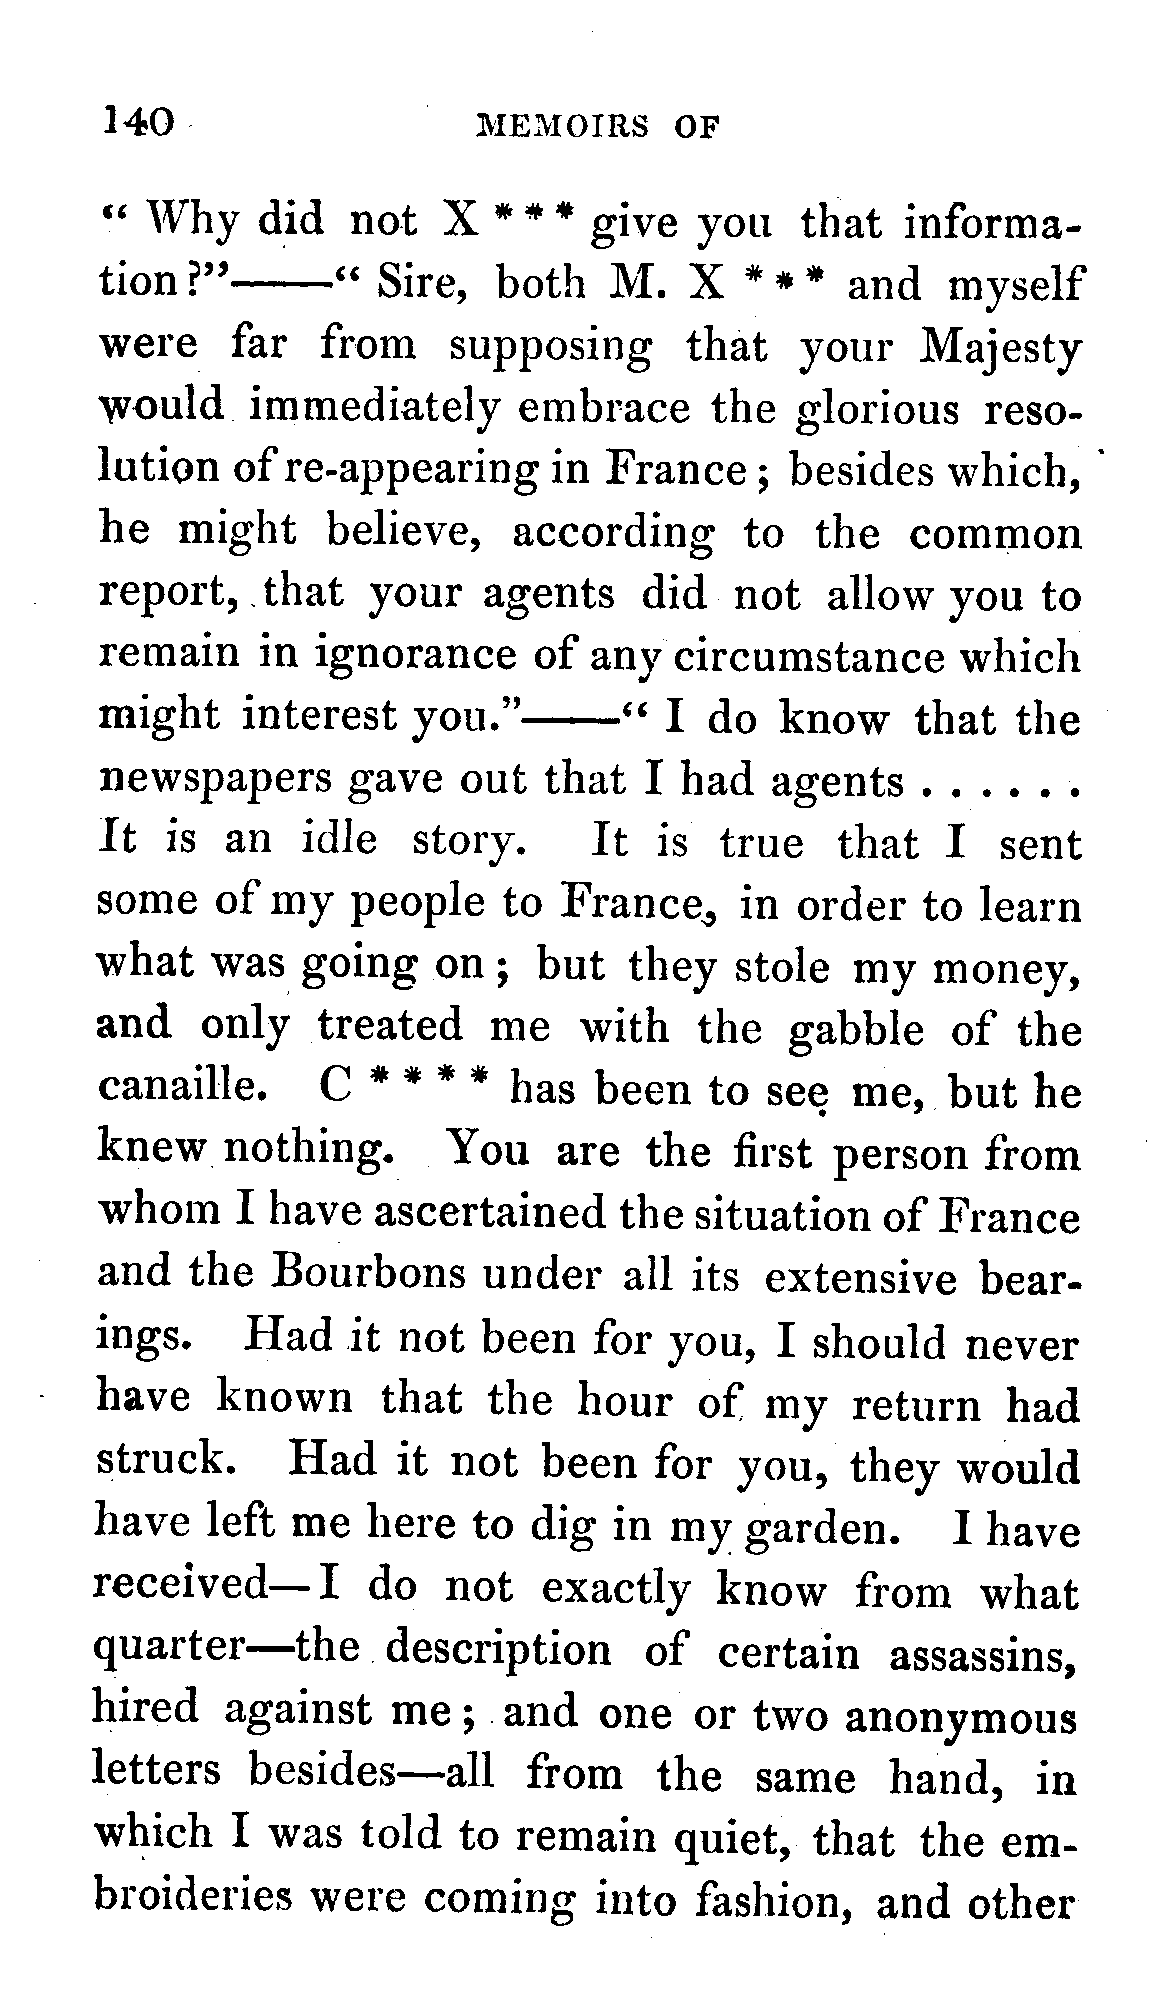 140 MEMOIRS OF
“ Why did not X * * * give you that informa-
tion?”——“ Sire, both M. X * * * and myself
were far from supposing that your Majesty
would immediately embrace the glorious reso-
lution of re-appearing in France ; besides which,
he might believe, according to the common
report, that your agents did not allow you to
remain in ignorance of any circumstance which
might interest you.”——“ I do know that the
newspapers gave out that I had agents . . . . . .
It is an idle story. It is true that I sent
some of my people to France, in order to learn
what was going on ; but they stole my money,
and only treated me with the gabble of the
canaille. C * * * * has been to see me, but he
knew nothing. You are the first person from
whom I have ascertained the situation of France
and the Bourbons under all its extensive bear-
ings. Had it not been for you, I should never
have known that the hour of my return had
struck. Had it not been for you, they would
have left me here to dig in my garden. I have
received—I do not exactly know from what
quarter—the description of certain assassins,
hired against me ; and one or two anonymous
letters besides—all from the same hand, in
which I was told to remain quiet, that the em-
broideries were coming into fashion, and other